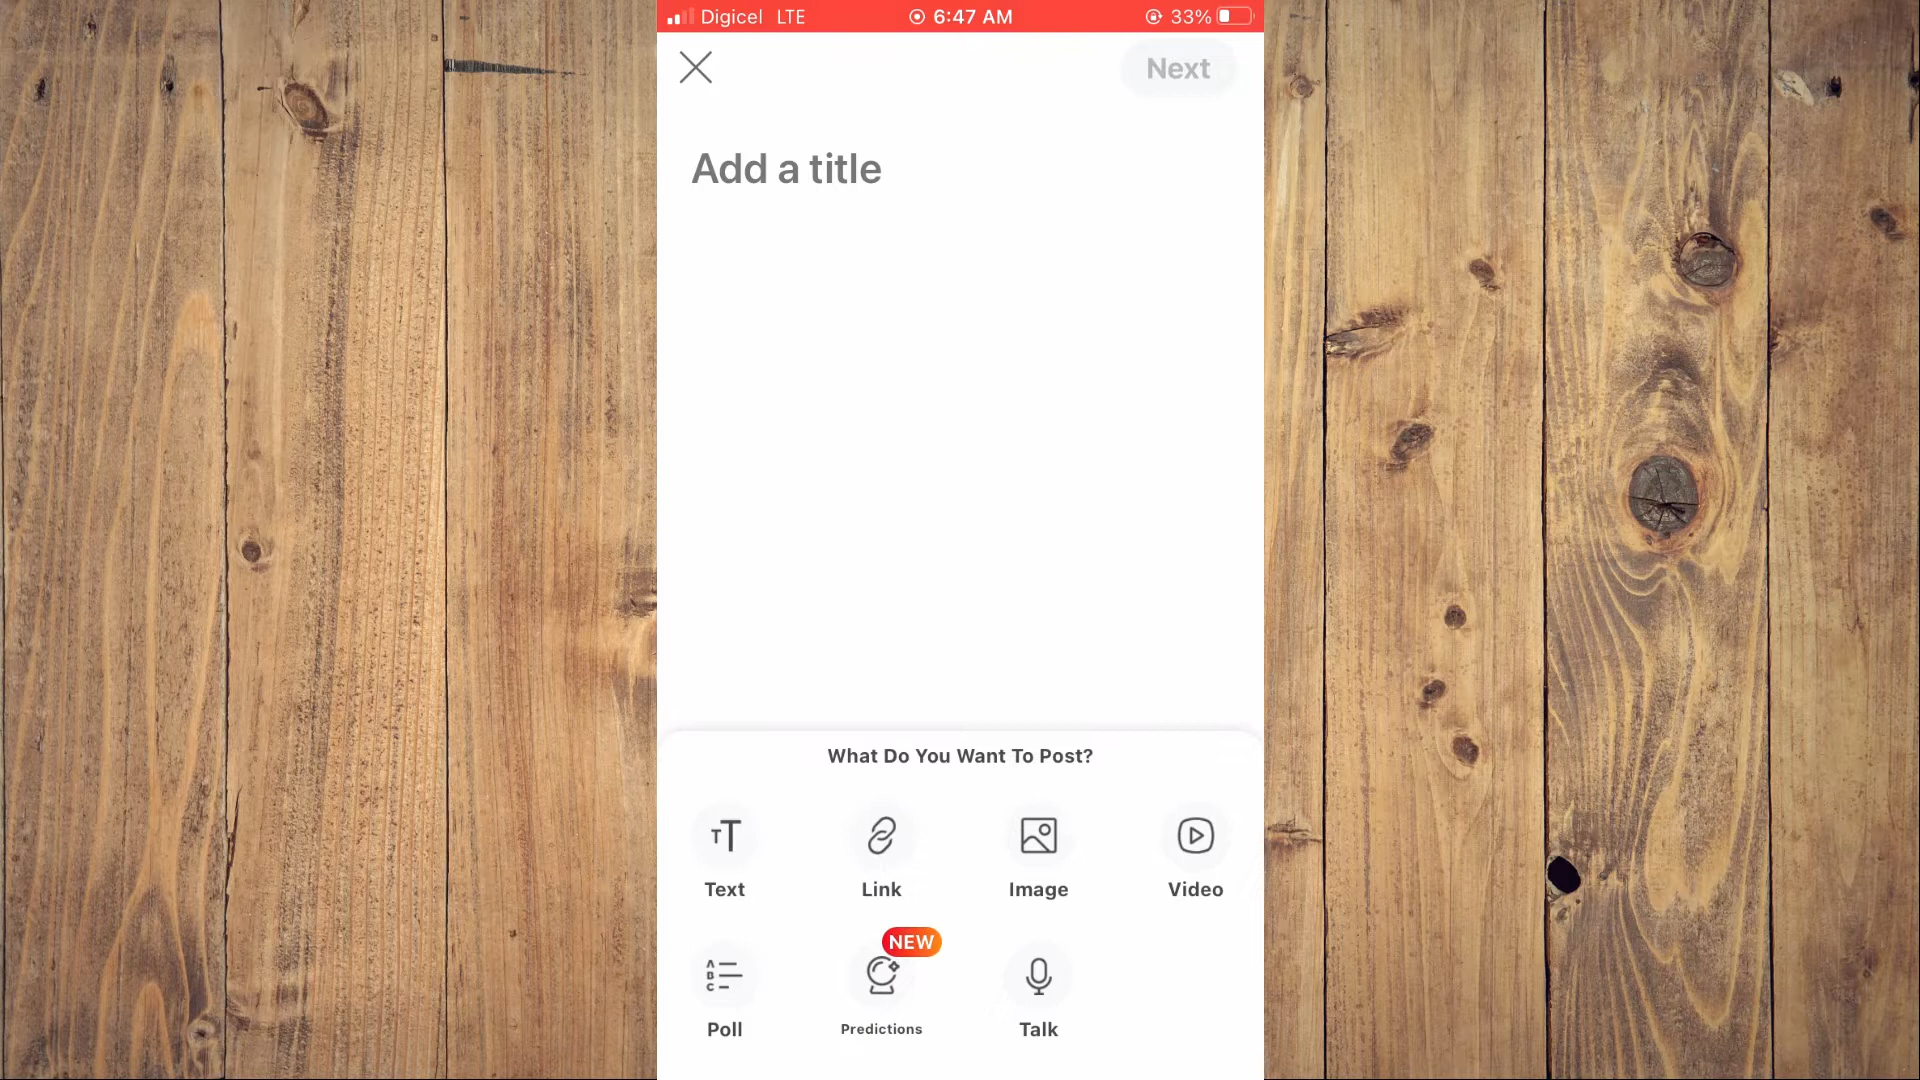 Digicel LTE 6:47 AM 33%
Next
Add a title
What Do You Want To Post?
Text Link Image Video
NEW
Poll Predictions Talk